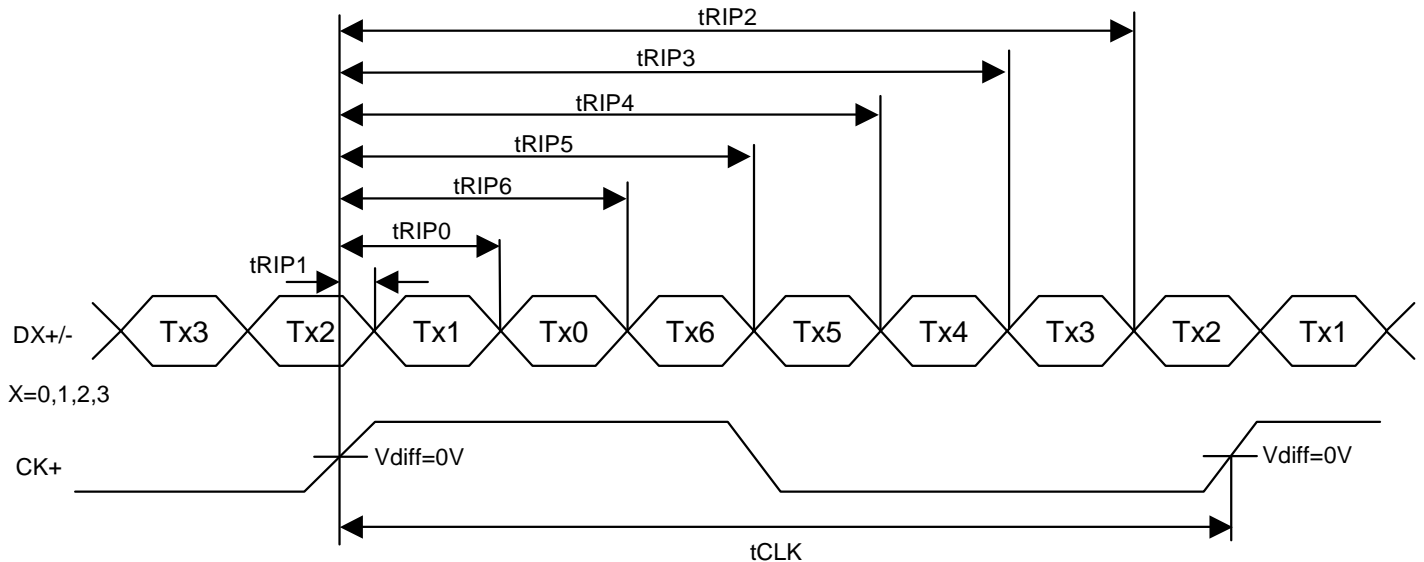 tRIP2
tRIP3
tRIP4
tRIP5
tRIP6
tRIP0
tRIP1
DX+/- Tx3 Tx2 Tx1 Tx0 Tx6 Tx5 Tx4 Tx3 Tx2 Tx1
X=0,1,2,3
CK+ Vdiff=0V Vdiff=0V
tCLK